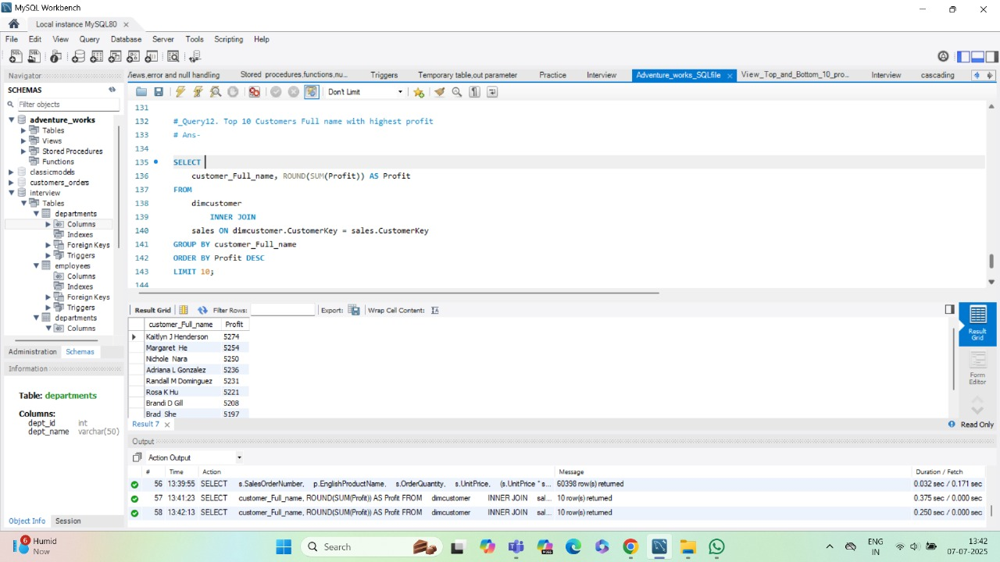 MySQL Workbench
Local instance MySQL80
File Edit View Query Database Server Tools Scripting Help
Navigator
SCHEMAS
Filter objects
adventure_works
Tables
Views
Stored Procedures
Functions
classicmodels
customers_orders
interview
Tables
departments
Columns
Indexes
Foreign Keys
Triggers
employees
Columns
Indexes
Foreign Keys
Triggers
departments
Columns
Administration Schemas
Information
Table: departments
Columns:
dept_id int
dept_name varchar(50)
Object Info Session
iews,error and null handling Stored procedures,functions,nu... Triggers Temporary table,out parameter Practice Interview Adventure_works_SQLfile View_Top_and_Bottom_10_pro... Interview cascading
Don't Limit
131
132 #_Query12. Top 10 Customers Full name with highest profit
133 # Ans-
134
135 SELECT
136 customer_Full_name, ROUND(SUM(Profit)) AS Profit
137 FROM
138 dimcustomer
139 INNER JOIN
140 sales ON dimcustomer.CustomerKey = sales.CustomerKey
141 GROUP BY customer_Full_name
142 ORDER BY Profit DESC
143 LIMIT 10;
144
Result Grid Filter Rows: Export: Wrap Cell Content:
customer_Full_name Profit
Kaitlyn J Henderson 5274
Margaret He 5254
Nichole Nara 5250
Adriana L Gonzalez 5236
Randall M Dominguez 5231
Rosa K Hu 5221
Brandi D Gill 5208
Brad She 5197
Result Grid
Form Editor
Result 7
Read Only
Output
Action Output
# Time Action Message Duration / Fetch
56 13:39:55 SELECT s.SalesOrderNumber, p.EnglishProductName, s.OrderQuantity, s.UnitPrice, (s.UnitPrice * s... 60398 row(s) returned 0.032 sec / 0.171 sec
57 13:41:23 SELECT customer_Full_name, ROUND(SUM(Profit)) AS Profit FROM dimcustomer INNER JOIN sal... 10 row(s) returned 0.375 sec / 0.000 sec
58 13:42:13 SELECT customer_Full_name, ROUND(SUM(Profit)) AS Profit FROM dimcustomer INNER JOIN sal... 10 row(s) returned 0.250 sec / 0.000 sec
6
Humid
Now
Search
M365
ENG
IN
13:42
07-07-2025